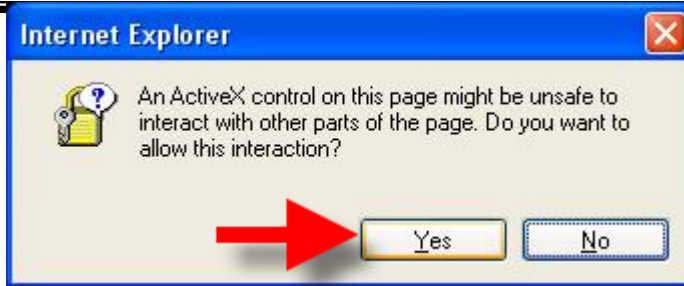 Internet Explorer
An ActiveX control on this page might be unsafe to
interact with other parts of the page. Do you want to
allow this interaction?
Yes
No